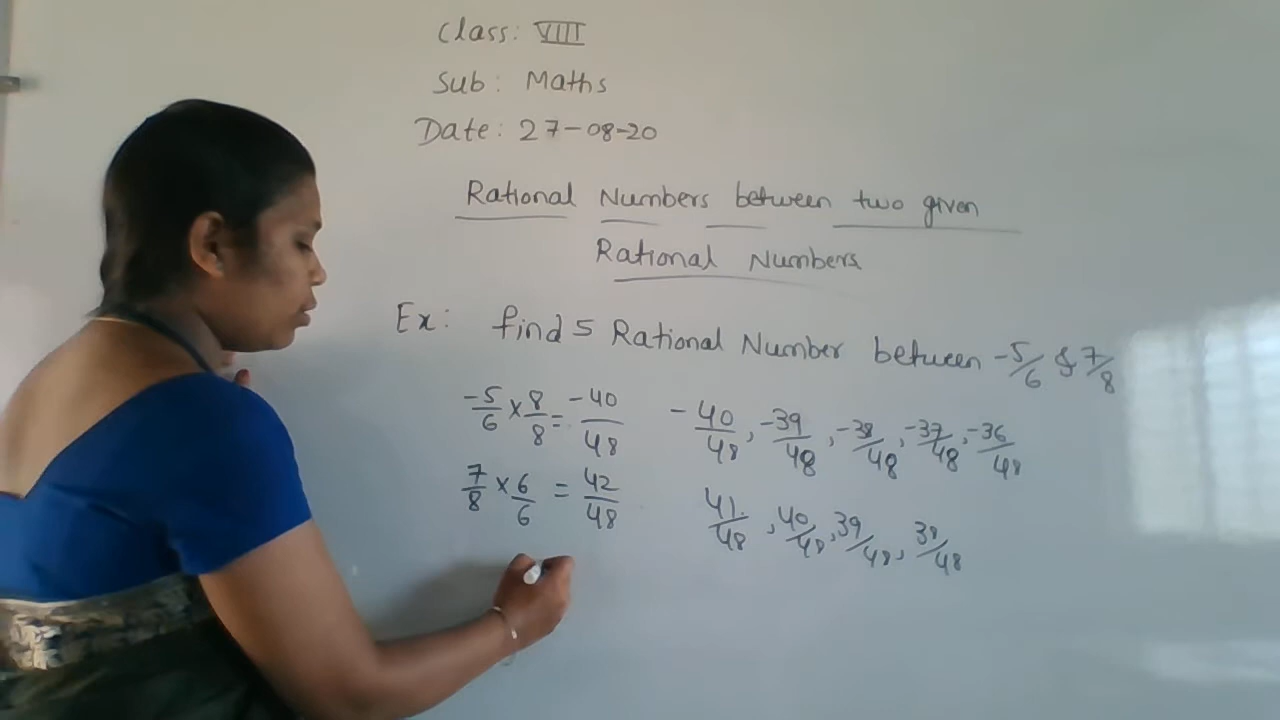 Class: VIII
Sub: Maths
Date: 27-08-20
Rational Numbers between two given
Rational Numbers
Ex: find 5 Rational Number between -5/6 & 7/8
-5/6 × 8/8 = -40/48
-40/48, -39/48, -38/48, -37/48, -36/48
7/8 × 6/6 = 42/48
41/48, 40/48, 39/48, 38/48